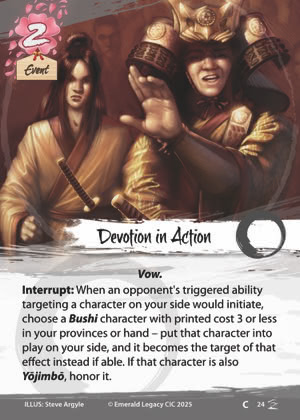 2
Event
Devotion in Action
Vow.
Interrupt: When an opponent's triggered ability
targeting a character on your side would initiate,
choose a Bushi character with printed cost 3 or less
in your provinces or hand – put that character into
play on your side, and it becomes the target of that
effect instead if able. If that character is also
Yōjimbō, honor it.
ILLUS: Steve Argyle © Emerald Legacy CIC 2025 C 24